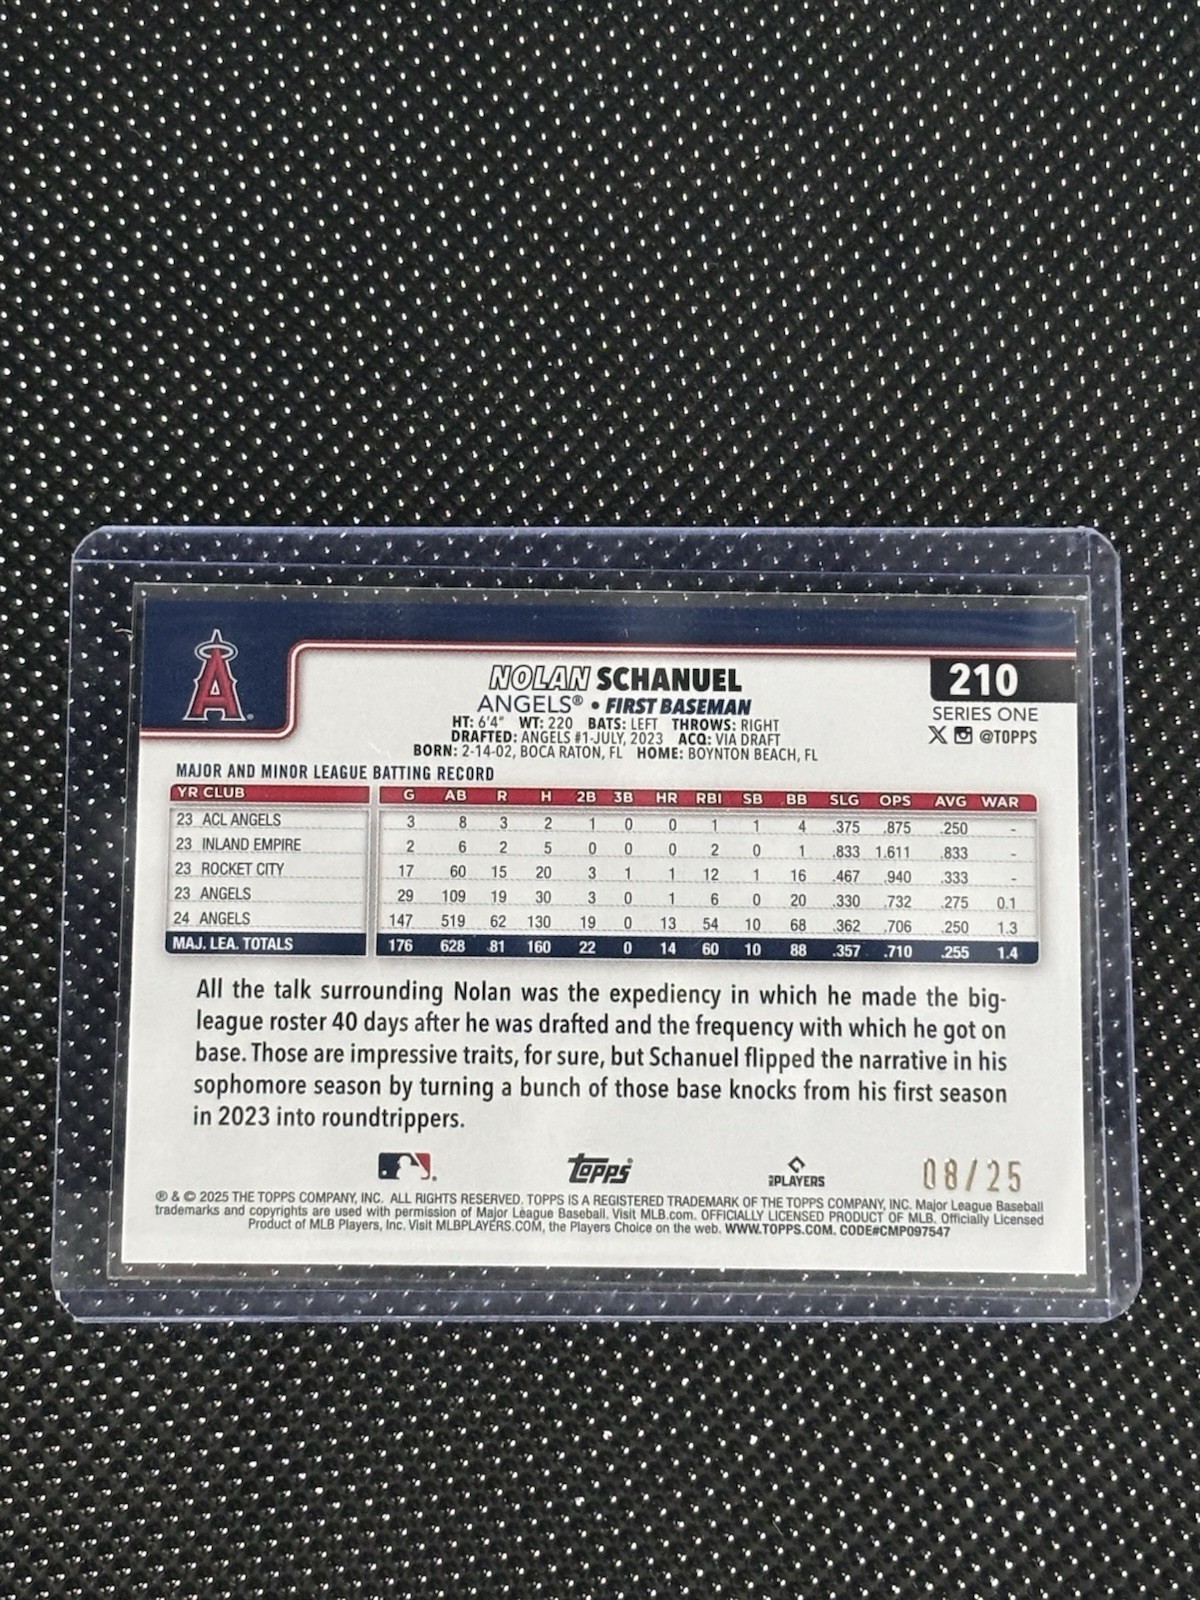 A
NOLAN SCHANUEL
ANGELS® • FIRST BASEMAN
HT: 6'4" WT: 220 BATS: LEFT THROWS: RIGHT
DRAFTED: ANGELS #1-JULY, 2023 ACQ: VIA DRAFT
BORN: 2-14-02, BOCA RATON, FL HOME: BOYNTON BEACH, FL
210
SERIES ONE
@TOPPS
MAJOR AND MINOR LEAGUE BATTING RECORD
YR CLUB G AB R H 2B 3B HR RBI SB BB SLG OPS AVG WAR
23 ACL ANGELS 3 8 3 2 1 0 0 1 1 4 .375 .875 .250 -
23 INLAND EMPIRE 2 6 2 5 0 0 0 2 0 1 .833 1.611 .833 -
23 ROCKET CITY 17 60 15 20 3 1 1 12 1 16 .467 .940 .333 -
23 ANGELS 29 109 19 30 3 0 1 6 0 20 .330 .732 .275 0.1
24 ANGELS 147 519 62 130 19 0 13 54 10 68 .362 .706 .250 1.3
MAJ. LEA. TOTALS 176 628 81 160 22 0 14 60 10 88 .357 .710 .255 1.4
All the talk surrounding Nolan was the expediency in which he made the big-
league roster 40 days after he was drafted and the frequency with which he got on
base. Those are impressive traits, for sure, but Schanuel flipped the narrative in his
sophomore season by turning a bunch of those base knocks from his first season
in 2023 into roundtrippers.
Topps
PLAYERS
08/25
® & © 2025 THE TOPPS COMPANY, INC. ALL RIGHTS RESERVED. TOPPS IS A REGISTERED TRADEMARK OF THE TOPPS COMPANY, INC. Major League Baseball
trademarks and copyrights are used with permission of Major League Baseball. Visit MLB.com. OFFICIALLY LICENSED PRODUCT OF MLB. Officially Licensed
Product of MLB Players, Inc. Visit MLBPLAYERS.COM, the Players Choice on the web. WWW.TOPPS.COM. CODE#CMP097547